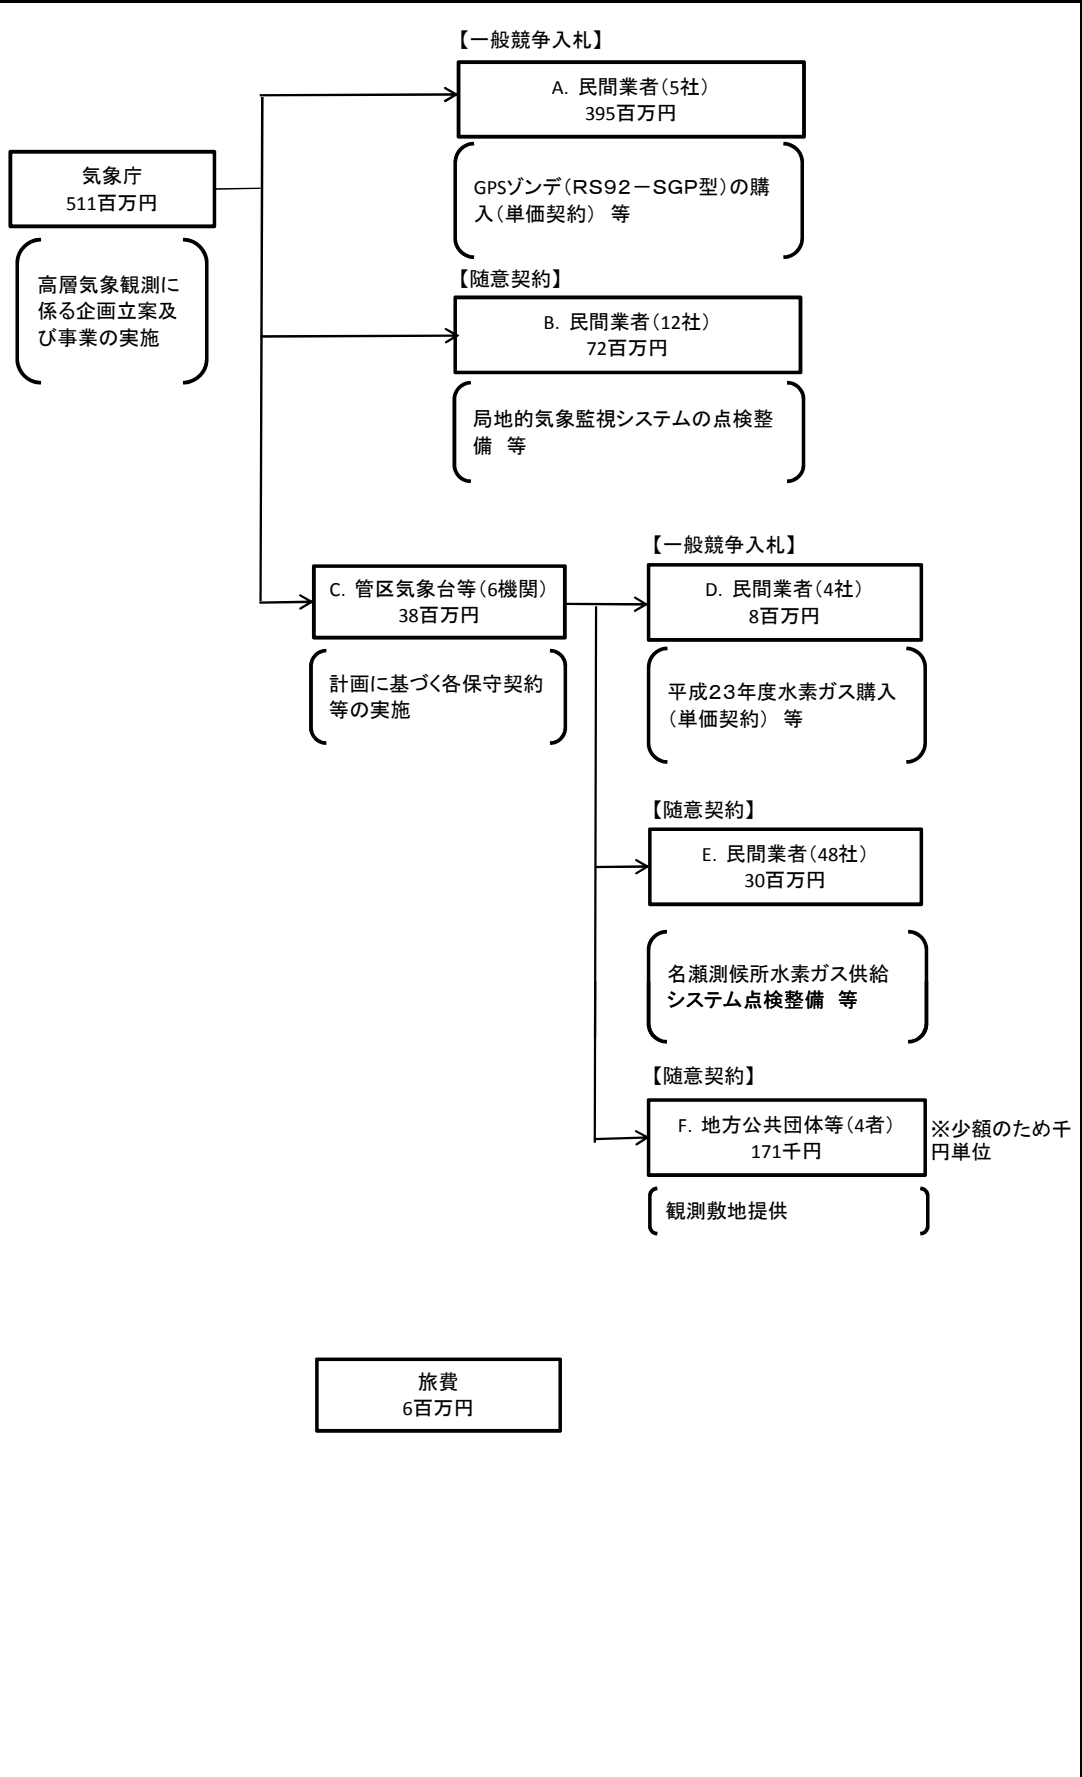 気象庁
511百万円
高層気象観測に
係る企画立案及
び事業の実施
【一般競争入札】
A. 民間業者(5社)
395百万円
GPSゾンデ(RS92-SGP型)の購
入(単価契約) 等
【随意契約】
B. 民間業者(12社)
72百万円
局地的気象監視システムの点検整
備 等
C. 管区気象台等(6機関)
38百万円
計画に基づく各保守契約
等の実施
【一般競争入札】
D. 民間業者(4社)
8百万円
平成23年度水素ガス購入
(単価契約) 等
【随意契約】
E. 民間業者(48社)
30百万円
名瀬測候所水素ガス供給
システム点検整備 等
【随意契約】
F. 地方公共団体等(4者)
171千円
※少額のため千
円単位
観測敷地提供
旅費
6百万円